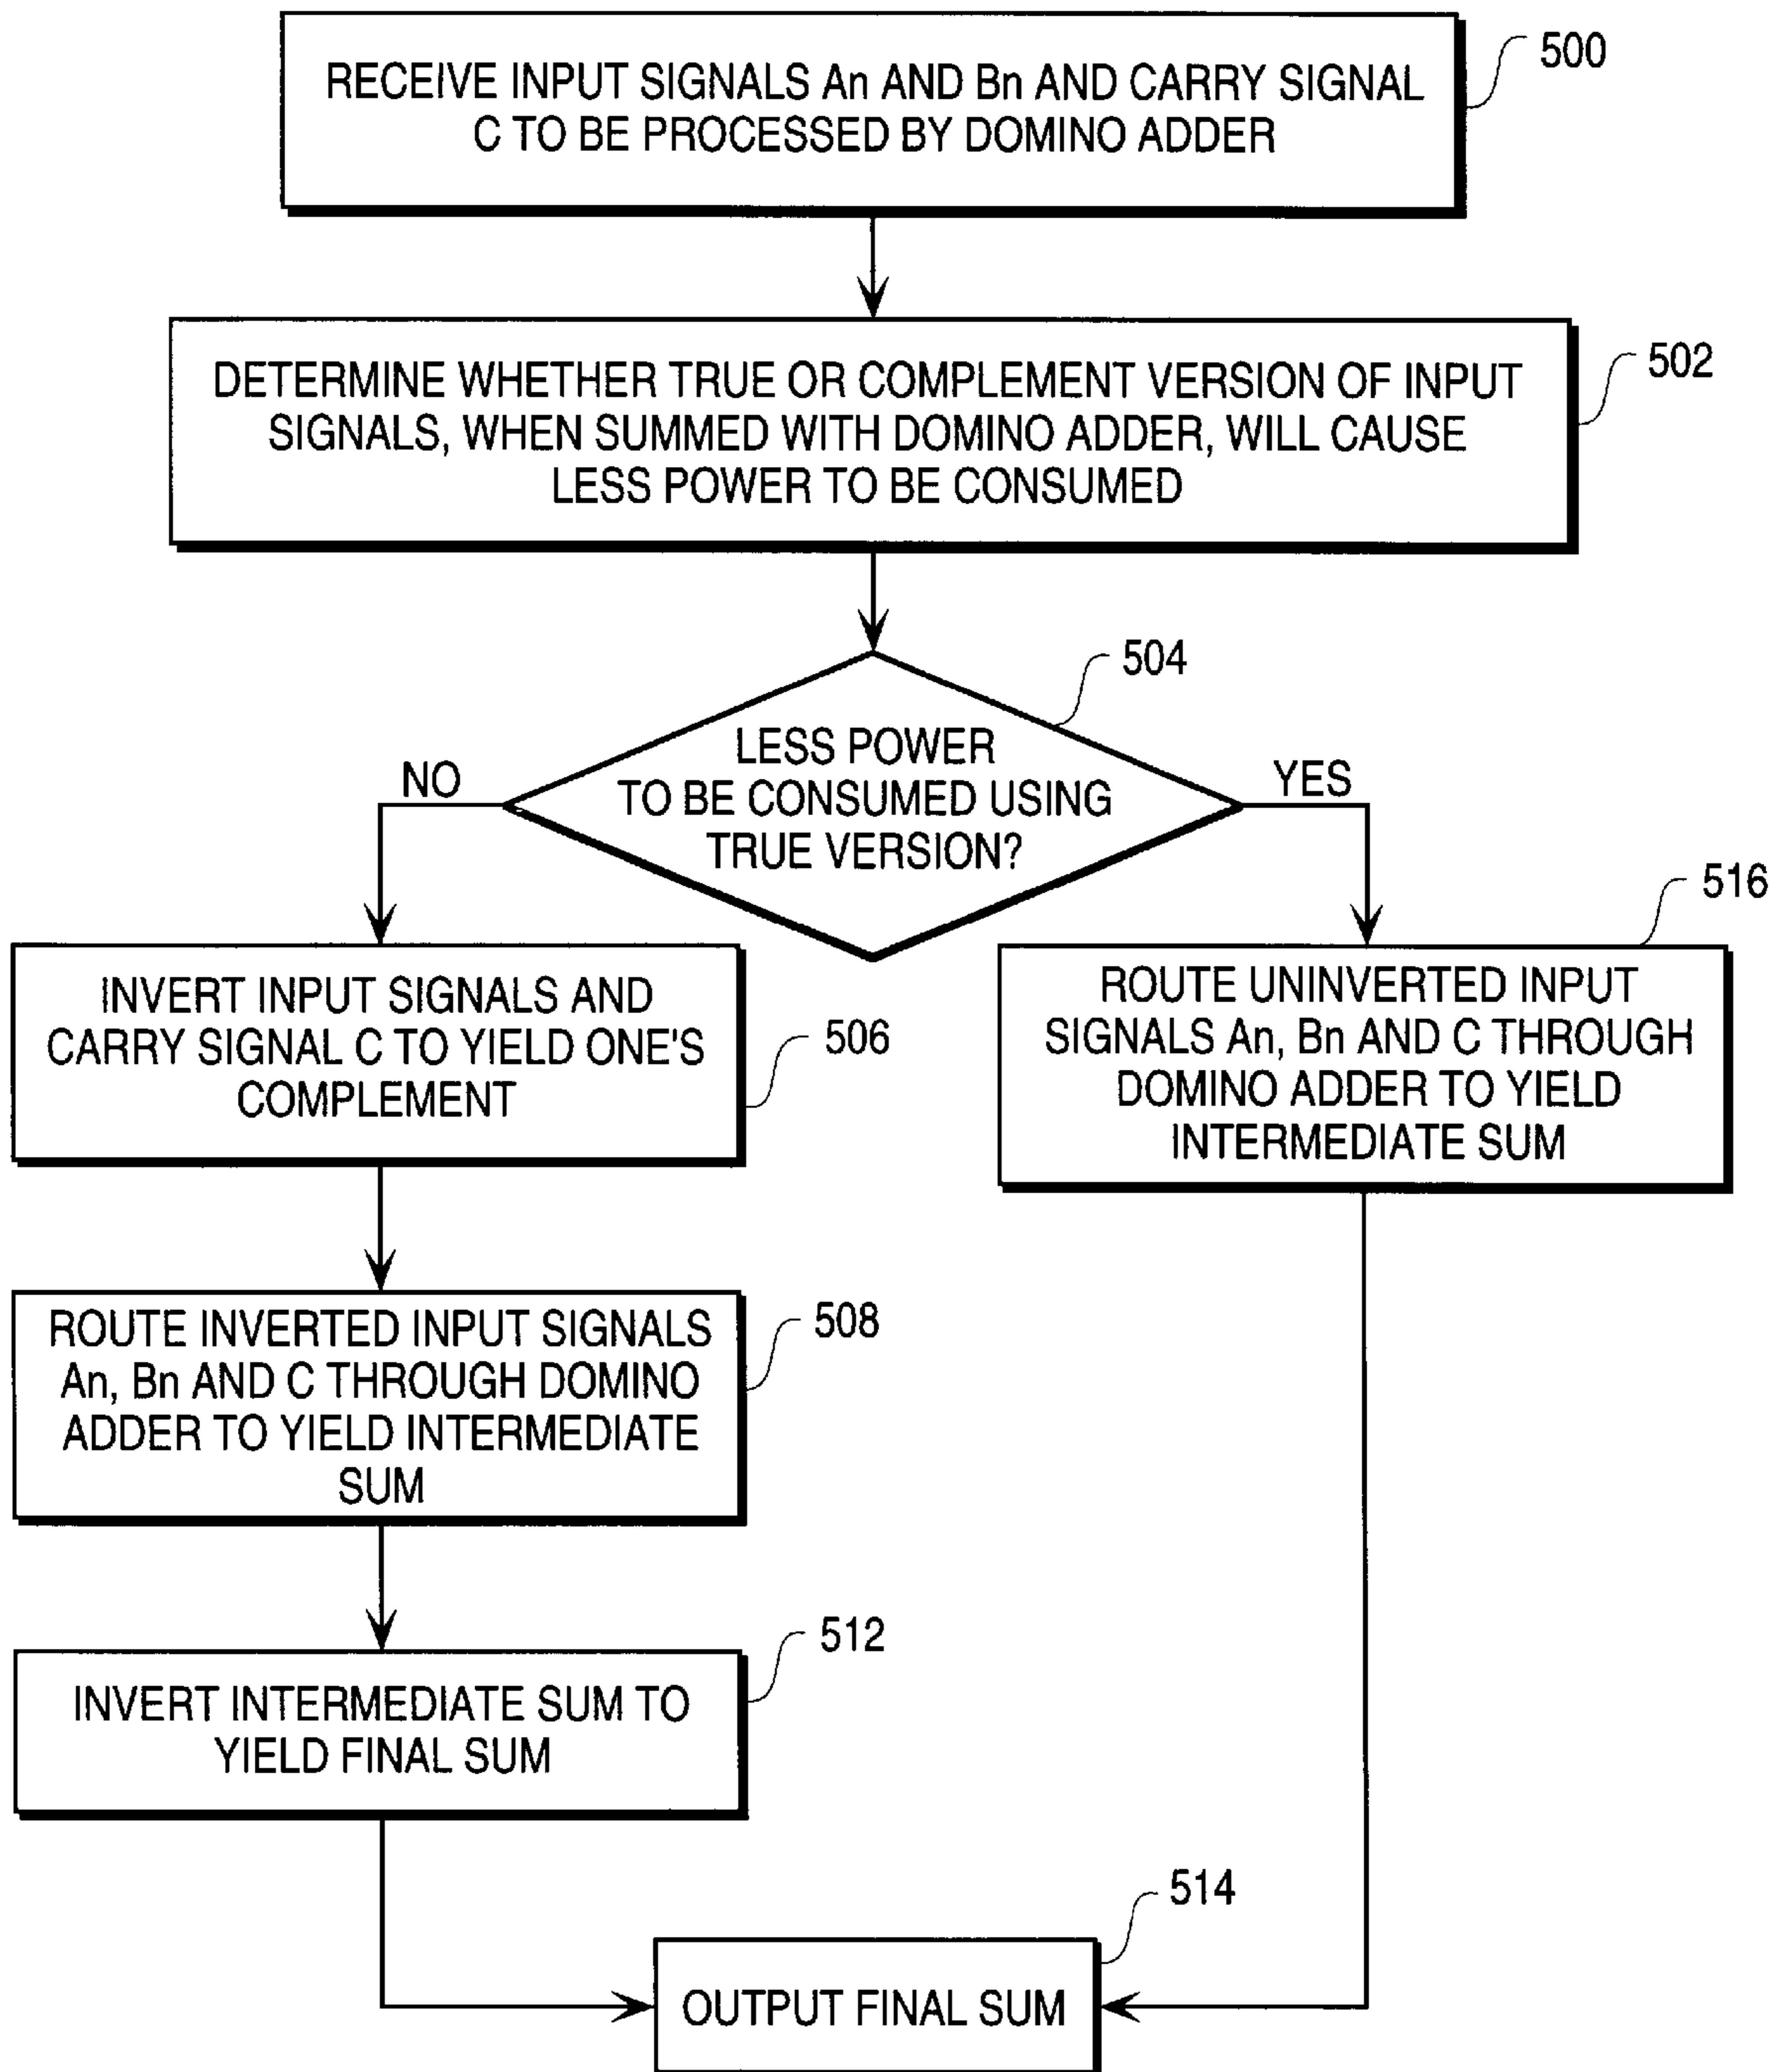 RECEIVE INPUT SIGNALS An AND Bn AND CARRY SIGNAL
C TO BE PROCESSED BY DOMINO ADDER
500
DETERMINE WHETHER TRUE OR COMPLEMENT VERSION OF INPUT
SIGNALS, WHEN SUMMED WITH DOMINO ADDER, WILL CAUSE
LESS POWER TO BE CONSUMED
502
504
LESS POWER
TO BE CONSUMED USING
TRUE VERSION?
NO
YES
INVERT INPUT SIGNALS AND
CARRY SIGNAL C TO YIELD ONE'S
COMPLEMENT
506
516
ROUTE UNINVERTED INPUT
SIGNALS An, Bn AND C THROUGH
DOMINO ADDER TO YIELD
INTERMEDIATE SUM
ROUTE INVERTED INPUT SIGNALS
An, Bn AND C THROUGH DOMINO
ADDER TO YIELD INTERMEDIATE
SUM
508
INVERT INTERMEDIATE SUM TO
YIELD FINAL SUM
512
514
OUTPUT FINAL SUM